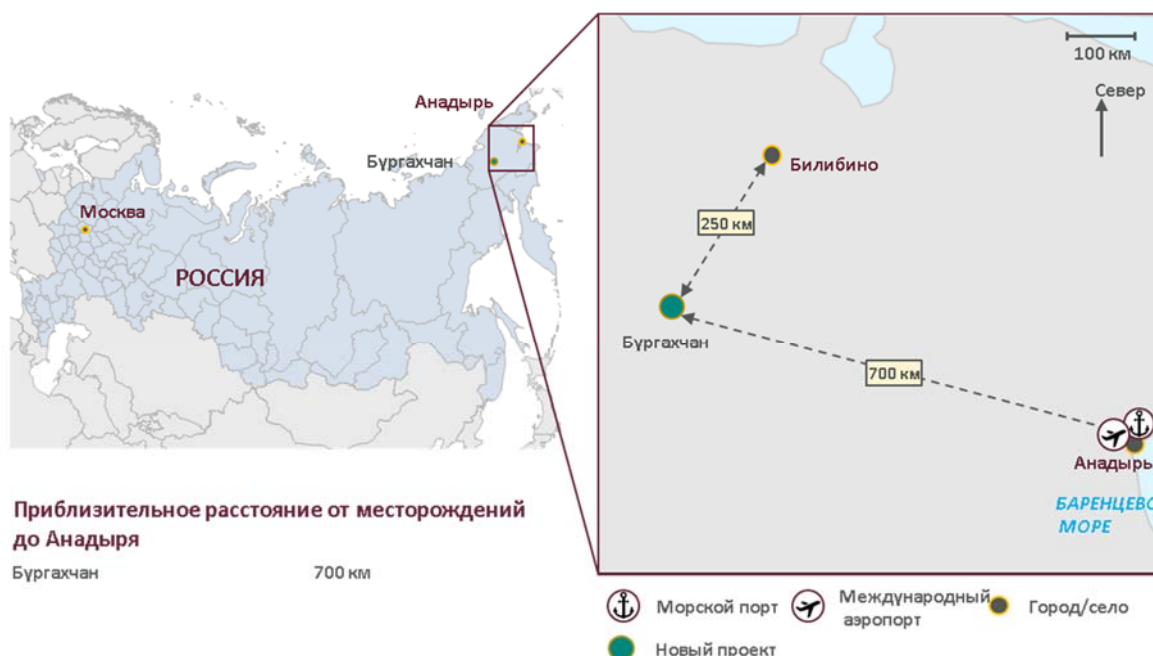 Анадырь
Бургахчан
Москва
РОССИЯ
Приблизительное расстояние от месторождений
до Анадыря
Бургахчан 700 км
100 км
Север
Билибино
250 км
Бургахчан
700 км
Анадырь
БАРЕНЦЕВО
МОРЕ
Морской порт
Международный
аэропорт
Город/село
Новый проект